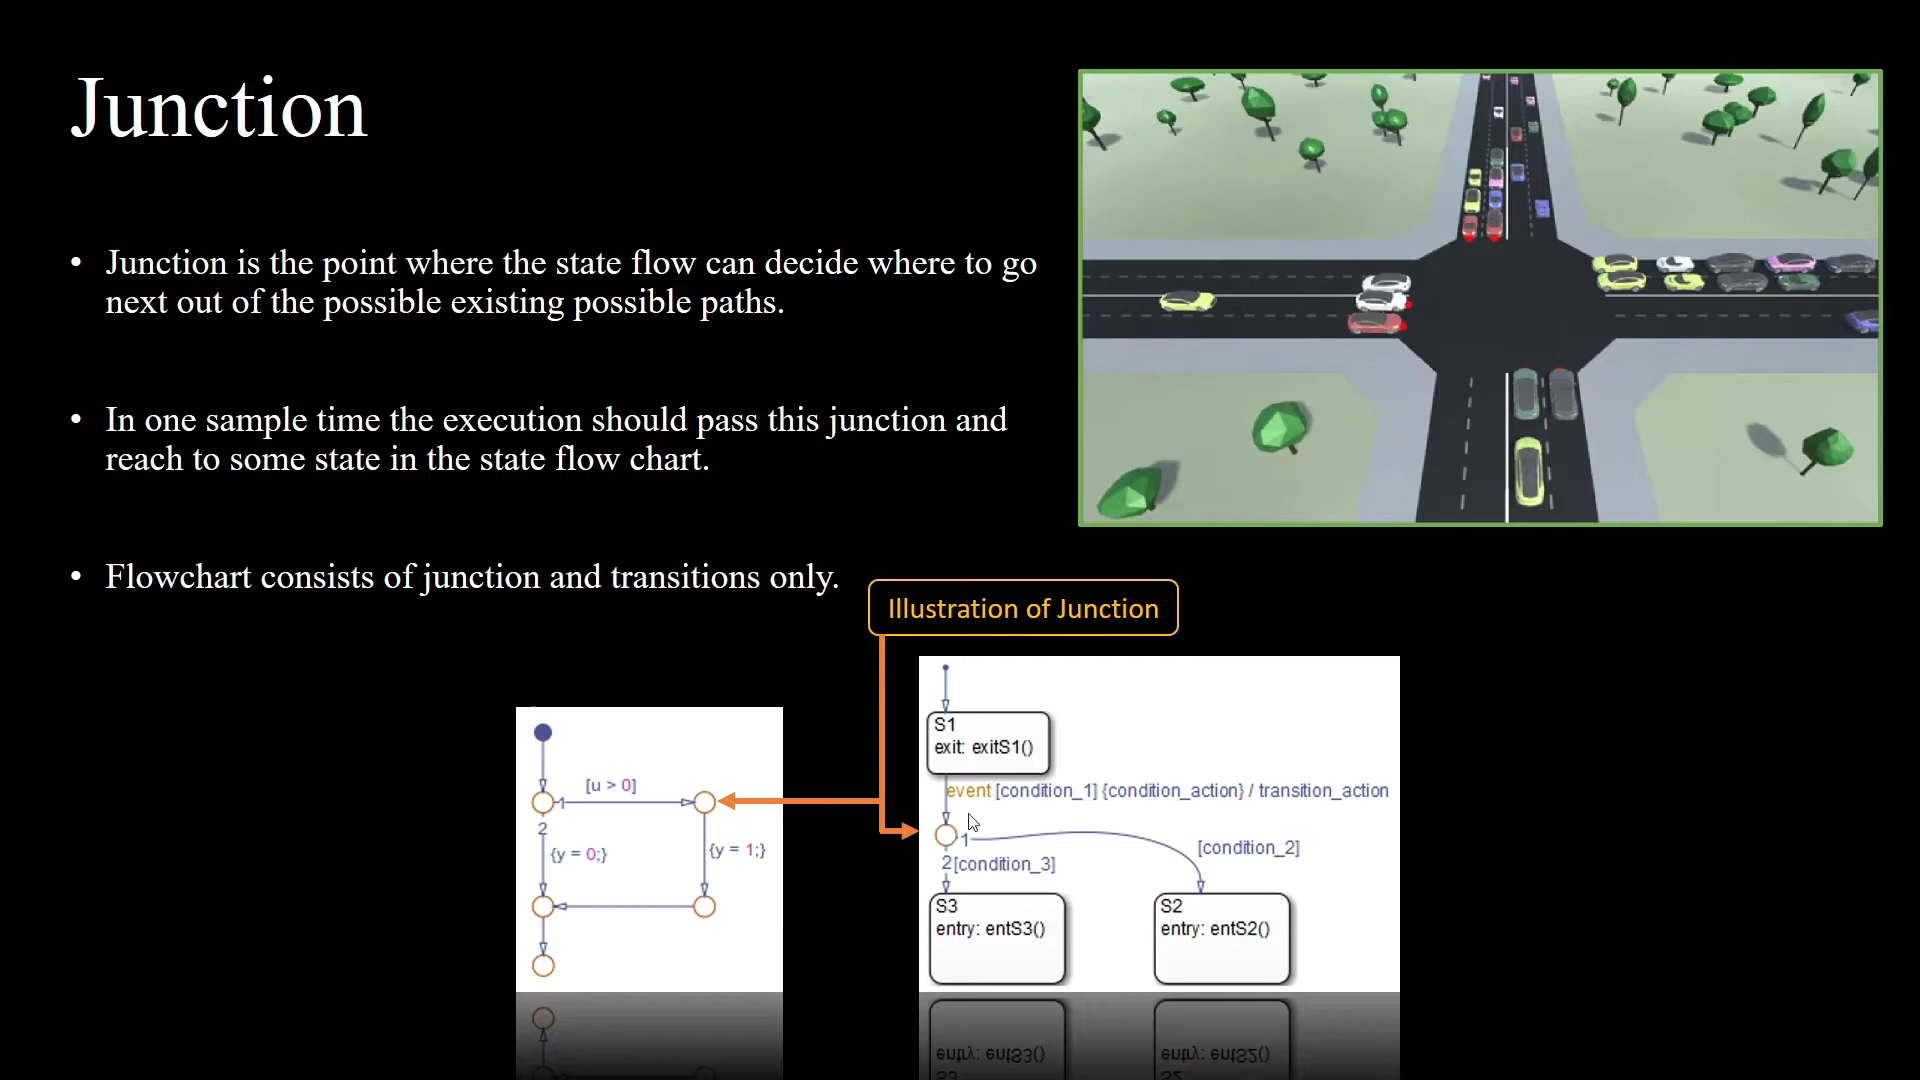 Junction
• Junction is the point where the state flow can decide where to go
next out of the possible existing possible paths.
• In one sample time the execution should pass this junction and
reach to some state in the state flow chart.
• Flowchart consists of junction and transitions only.
Illustration of Junction
[u > 0]
1
2
{y = 0;}
{y = 1;}
S1
exit: exitS1()
event [condition_1] {condition_action} / transition_action
1
[condition_2]
2 [condition_3]
S3
entry: entS3()
S2
entry: entS2()